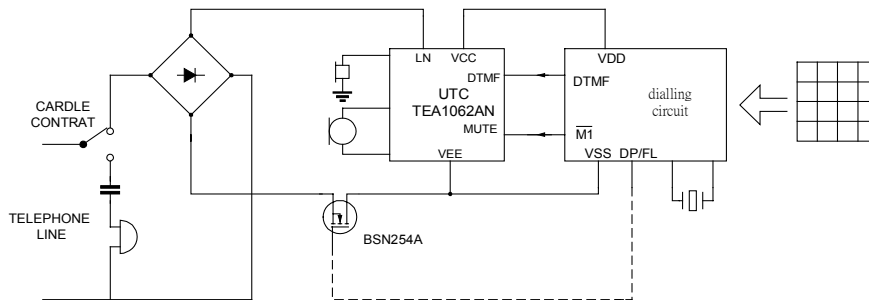 LN
VCC
VDD
DTMF
DTMF
UTC
TEA1062AN
dialling
circuit
CARDLE
CONTRAT
MUTE
M1
VEE
VSS DP/FL
TELEPHONE
LINE
BSN254A